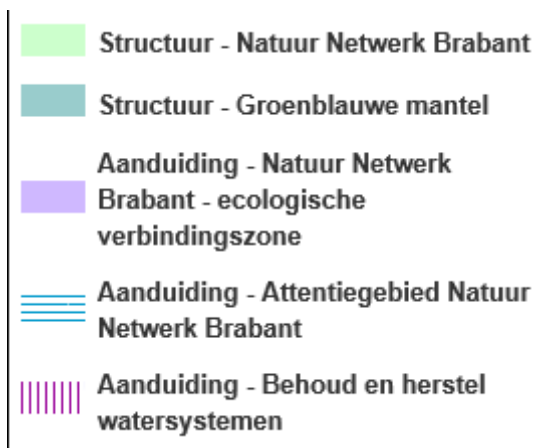 Structuur - Natuur Netwerk Brabant
Structuur - Groenblauwe mantel
Aanduiding - Natuur Netwerk
Brabant - ecologische
verbindingszone
Aanduiding - Attentiegebied Natuur
Netwerk Brabant
Aanduiding - Behoud en herstel
watersystemen